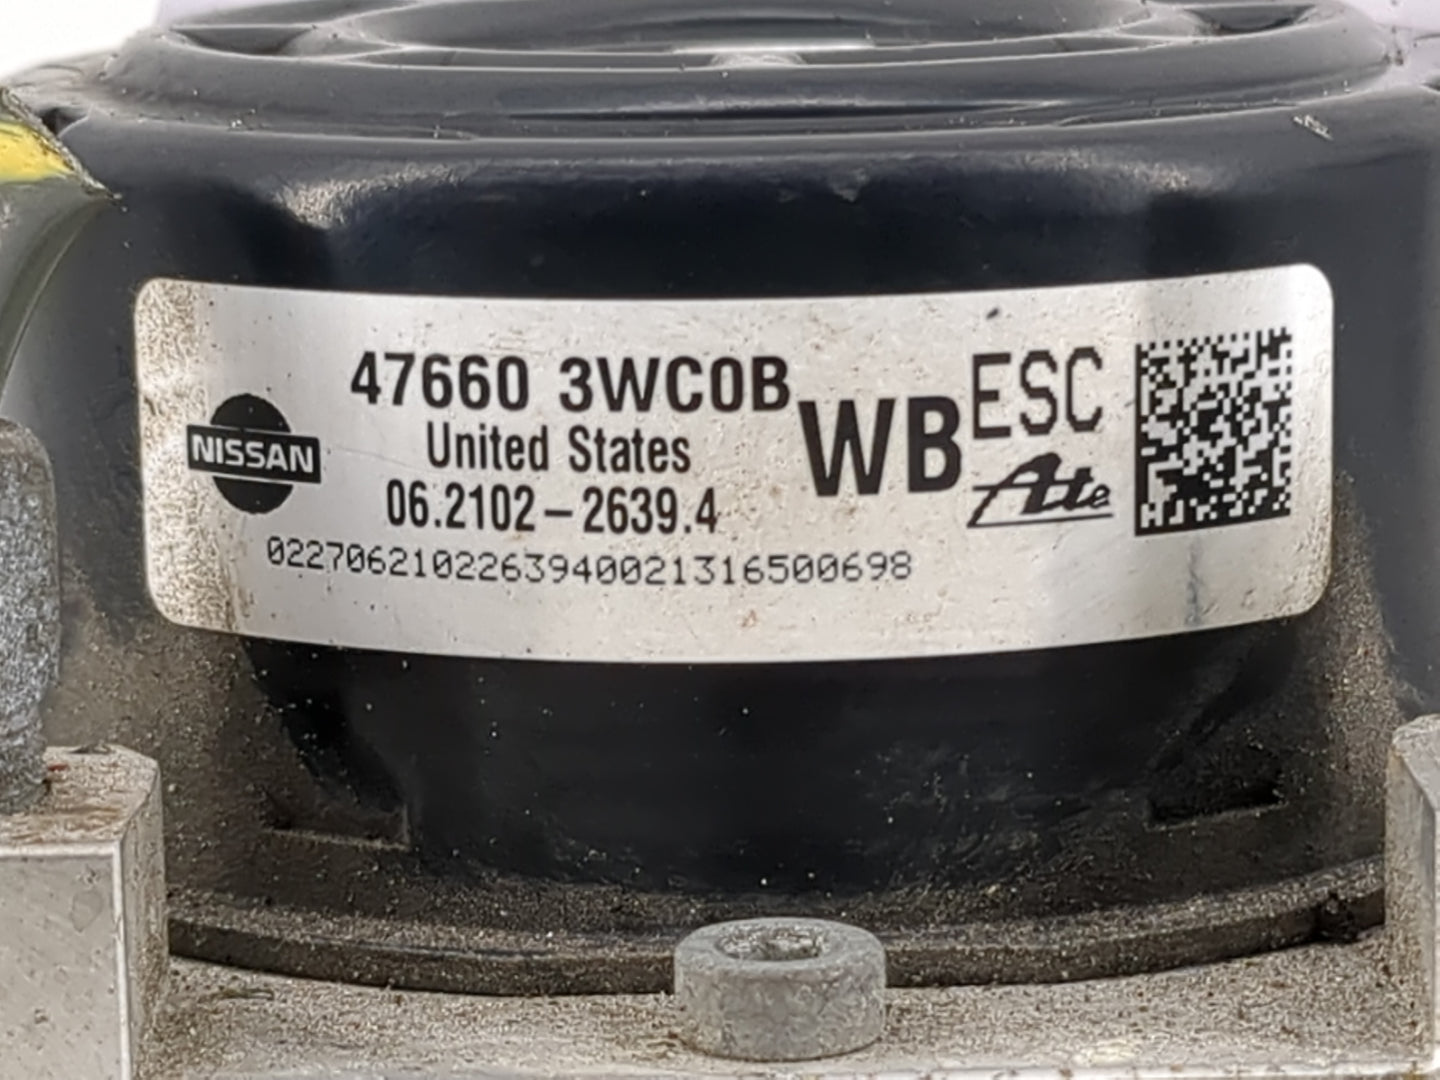 NISSAN
47660 3WC0B
United States
06.2102-2639.4
WB
ESC
Ate
0227062102263940021316500698